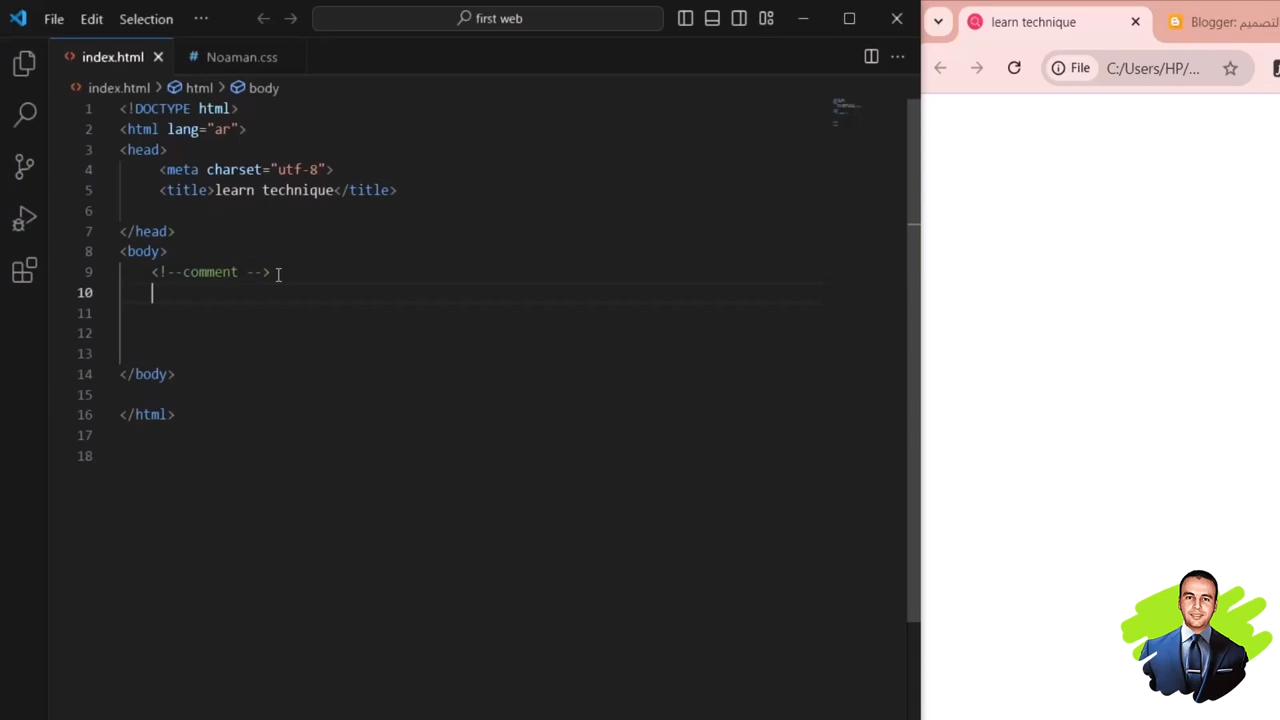 File Edit Selection ··· first web
index.html # Noaman.css
index.html > html > body
1 <!DOCTYPE html>
2 <html lang="ar">
3 <head>
4 <meta charset="utf-8">
5 <title>learn technique</title>
6
7 </head>
8 <body>
9 <!--comment -->
10
11
12
13
14 </body>
15
16 </html>
17
18
learn technique
Blogger: التصميم
File C:/Users/HP/...